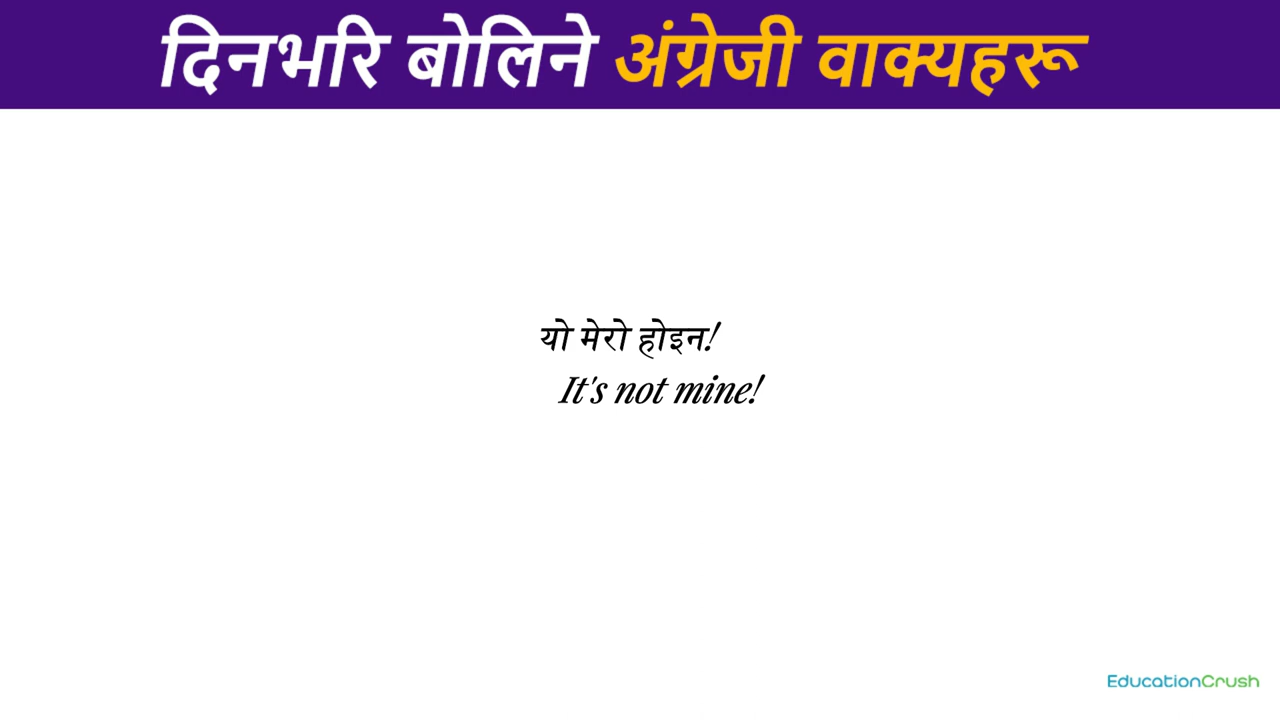 दिनभरि बोलिने अंग्रेजी वाक्यहरू
यो मेरो होइन!
It's not mine!
EducationCrush